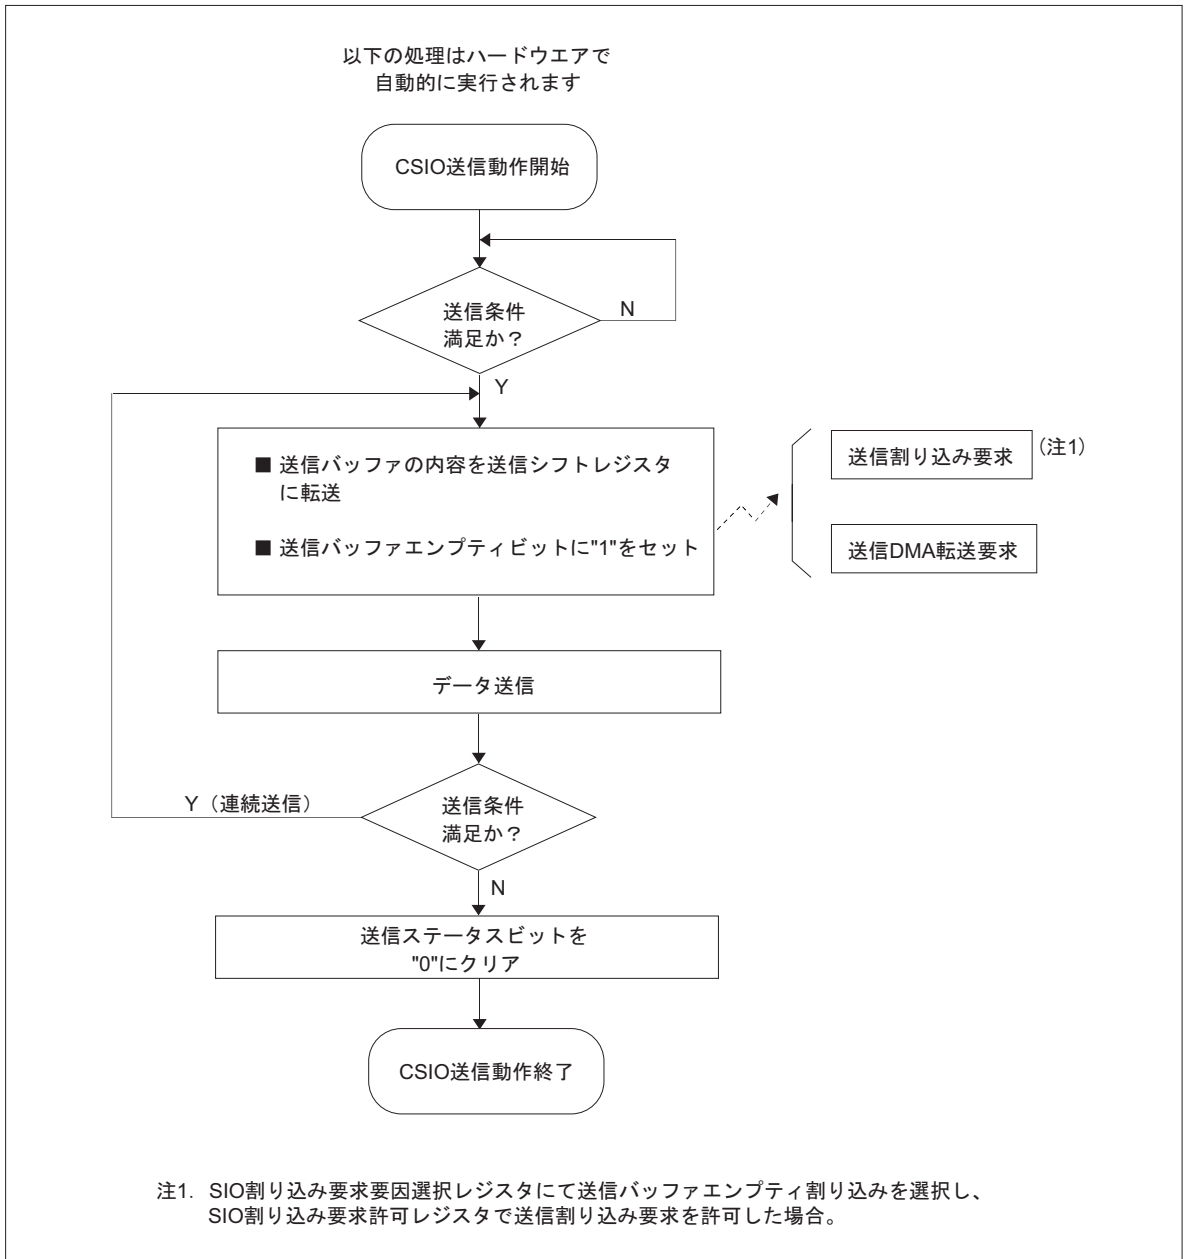 以下の処理はハードウエアで
自動的に実行されます
CSIO送信動作開始
送信条件
満足か？
N
Y
■ 送信バッファの内容を送信シフトレジスタ
に転送
■ 送信バッファエンプティビットに"1"をセット
送信割り込み要求
(注1)
送信DMA転送要求
データ送信
送信条件
満足か？
Y（連続送信）
N
送信ステータスビットを
"0"にクリア
CSIO送信動作終了
注1. SIO割り込み要求要因選択レジスタにて送信バッファエンプティ割り込みを選択し、
SIO割り込み要求許可レジスタで送信割り込み要求を許可した場合。